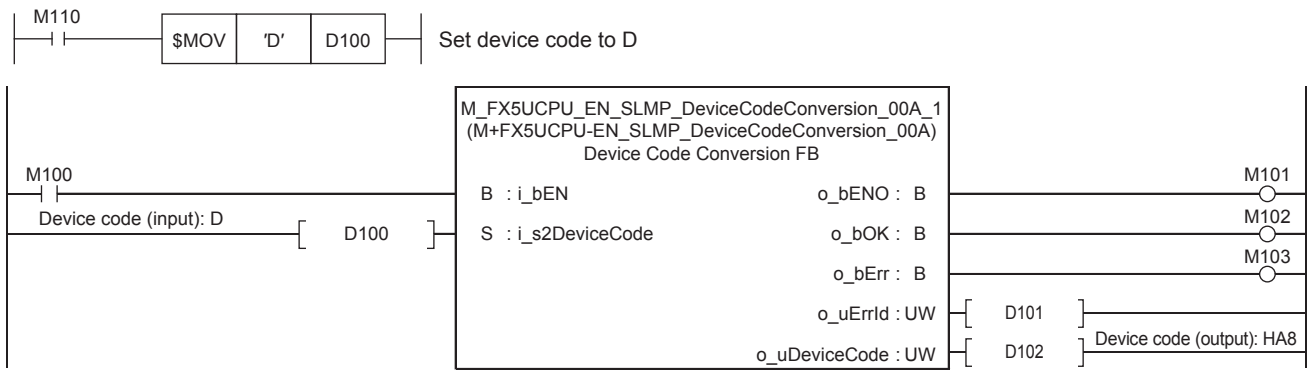 M110
$MOV 'D' D100 Set device code to D
M_FX5UCPU_EN_SLMP_DeviceCodeConversion_00A_1
(M+FX5UCPU-EN_SLMP_DeviceCodeConversion_00A)
Device Code Conversion FB
M100 M101
B : i_bEN o_bENO : B
Device code (input): D M102
D100 S : i_s2DeviceCode o_bOK : B
M103
o_bErr : B
o_uErrId : UW D101
Device code (output): HA8
o_uDeviceCode : UW D102